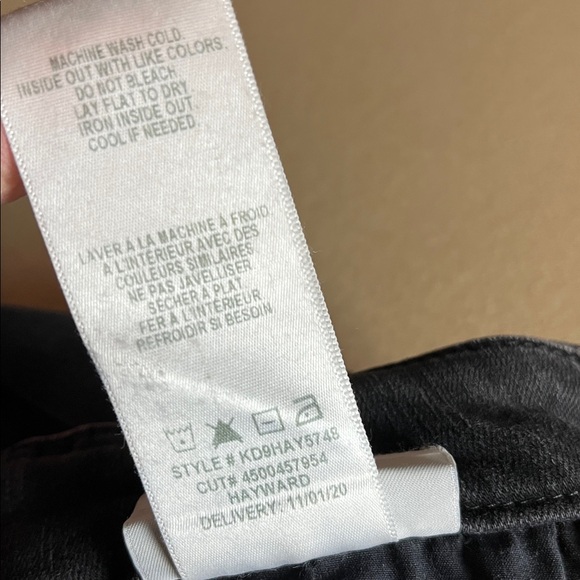 MACHINE WASH COLD.
INSIDE OUT WITH LIKE COLORS.
DO NOT BLEACH
LAY FLAT TO DRY
IRON INSIDE OUT
COOL IF NEEDED
LAVER À LA MACHINE À FROID
À L'INTÉRIEUR AVEC DES
COULEURS SIMILAIRES
NE PAS JAVELLISER
SÉCHER À PLAT
FER À L'INTÉRIEUR
REFROIDIR SI BESOIN
STYLE# KD9HAY5748
CUT# 4500457954
HAYWARD
DELIVERY: 11/01/20